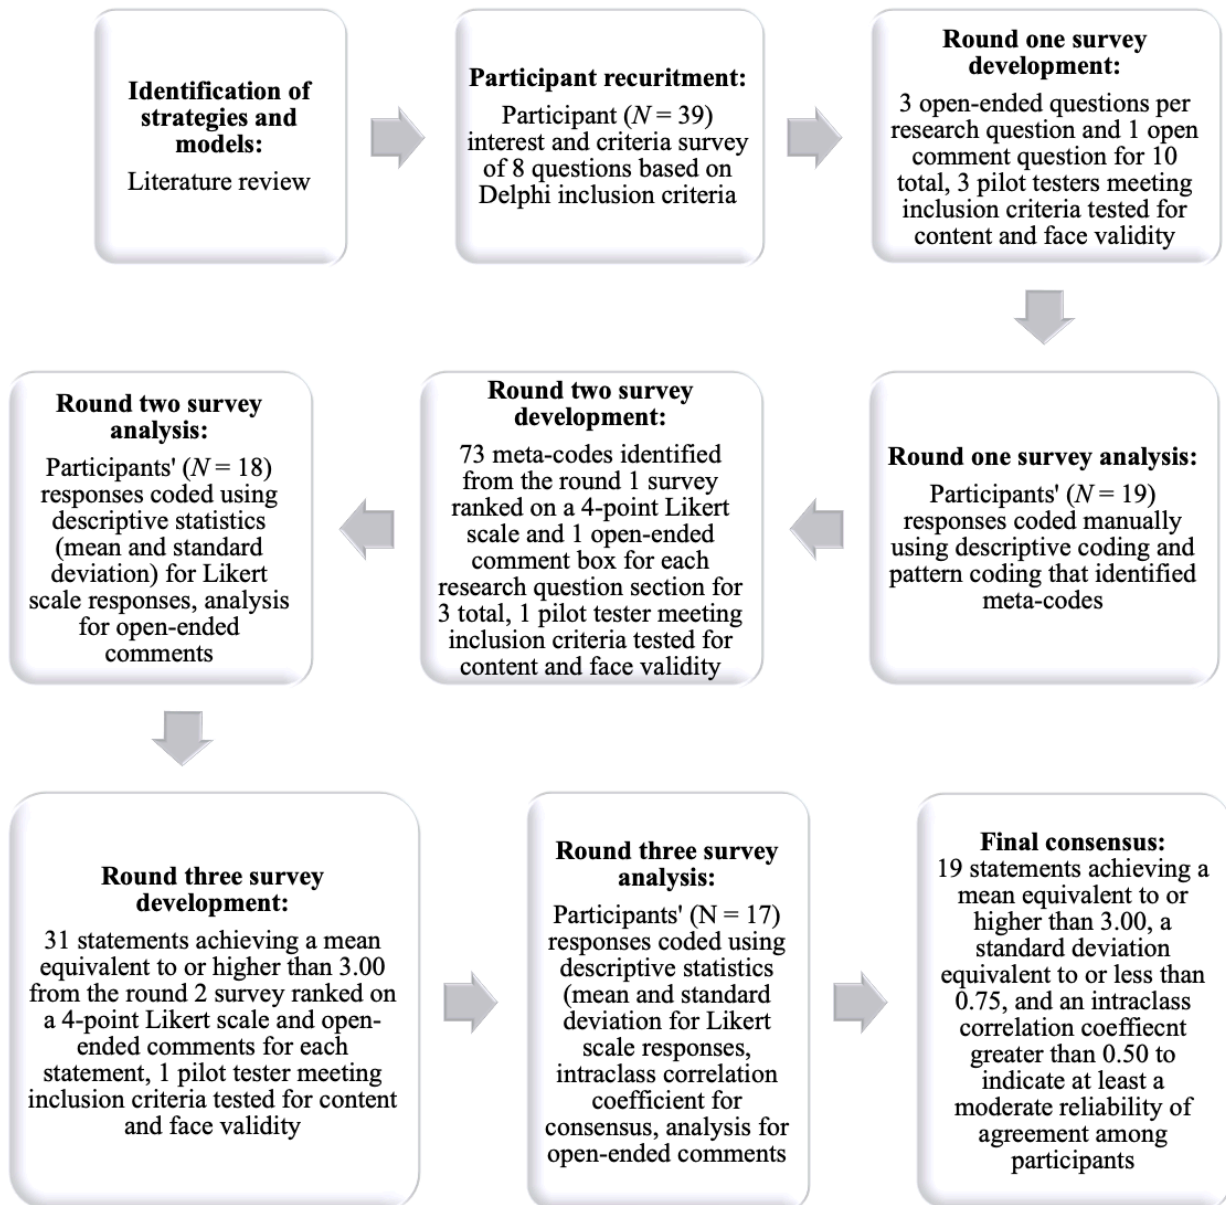 Identification of
strategies and
models:
Literature review
Participant recuritment:
Participant (N = 39)
interest and criteria survey
of 8 questions based on
Delphi inclusion criteria
Round one survey
development:
3 open-ended questions per
research question and 1 open
comment question for 10
total, 3 pilot testers meeting
inclusion criteria tested for
content and face validity
Round one survey analysis:
Participants' (N = 19)
responses coded manually
using descriptive coding and
pattern coding that identified
meta-codes
Round two survey
development:
73 meta-codes identified
from the round 1 survey
ranked on a 4-point Likert
scale and 1 open-ended
comment box for each
research question section for
3 total, 1 pilot tester meeting
inclusion criteria tested for
content and face validity
Round two survey
analysis:
Participants' (N = 18)
responses coded using
descriptive statistics
(mean and standard
deviation) for Likert
scale responses, analysis
for open-ended
comments
Round three survey
development:
31 statements achieving a mean
equivalent to or higher than 3.00
from the round 2 survey ranked on
a 4-point Likert scale and open-
ended comments for each
statement, 1 pilot tester meeting
inclusion criteria tested for content
and face validity
Round three survey
analysis:
Participants' (N = 17)
responses coded using
descriptive statistics
(mean and standard
deviation for Likert
scale responses,
intraclass correlation
coefficient for
consensus, analysis for
open-ended comments
Final consensus:
19 statements achieving a
mean equivalent to or
higher than 3.00, a
standard deviation
equivalent to or less than
0.75, and an intraclass
correlation coeffiecnt
greater than 0.50 to
indicate at least a
moderate reliability of
agreement among
participants